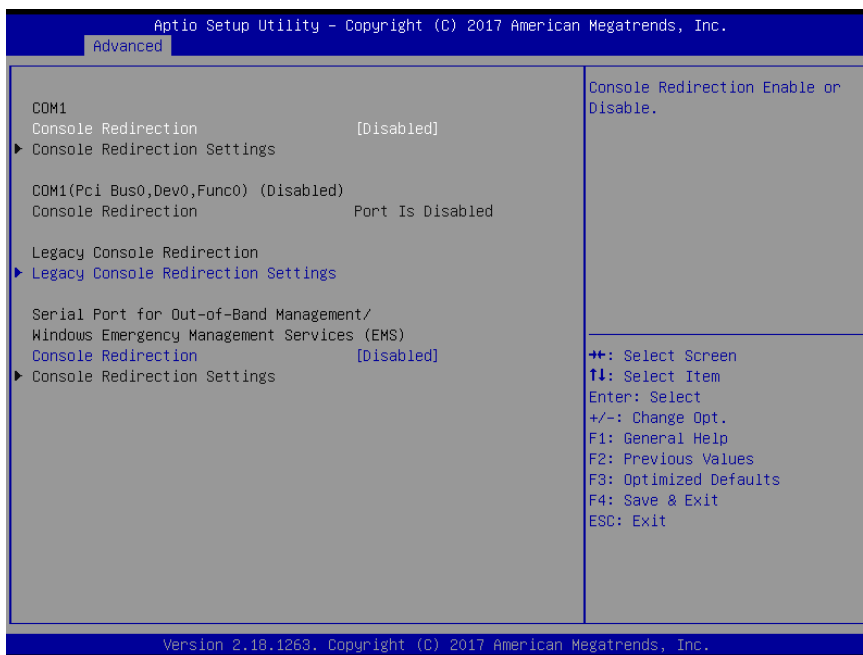 Aptio Setup Utility – Copyright (C) 2017 American Megatrends, Inc.
Advanced
COM1
Console Redirection [Disabled]
▶ Console Redirection Settings
COM1(Pci Bus0,Dev0,Func0) (Disabled)
Console Redirection Port Is Disabled
Legacy Console Redirection
▶ Legacy Console Redirection Settings
Serial Port for Out-of-Band Management/
Windows Emergency Management Services (EMS)
Console Redirection [Disabled]
▶ Console Redirection Settings
Console Redirection Enable or
Disable.
→←: Select Screen
↑↓: Select Item
Enter: Select
+/-: Change Opt.
F1: General Help
F2: Previous Values
F3: Optimized Defaults
F4: Save & Exit
ESC: Exit
Version 2.18.1263. Copyright (C) 2017 American Megatrends, Inc.